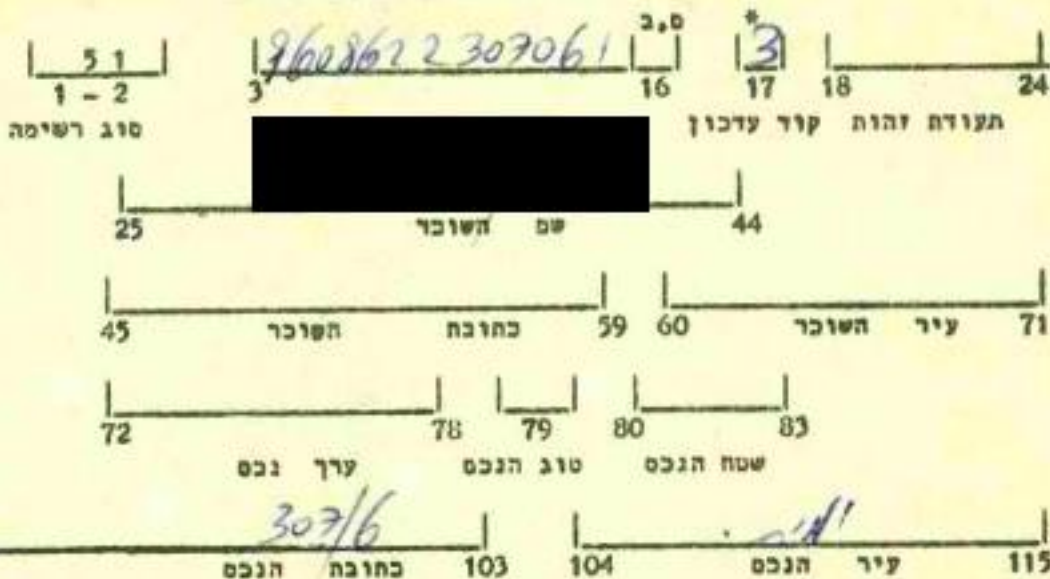 ס.ב *
51 9608622307061 3
1 - 2 3 16 17 18 24
סוג רשימה תעודת זהות קוד עדכון
25 שם השוכר 44
45 כתובת השוכר 59 60 עיר השוכר 71
72 78 79 80 83
ערך נכס סוג הנכס שטח הנכס
307/6
כתובת הנכס 103 104 עיר הנכס 115